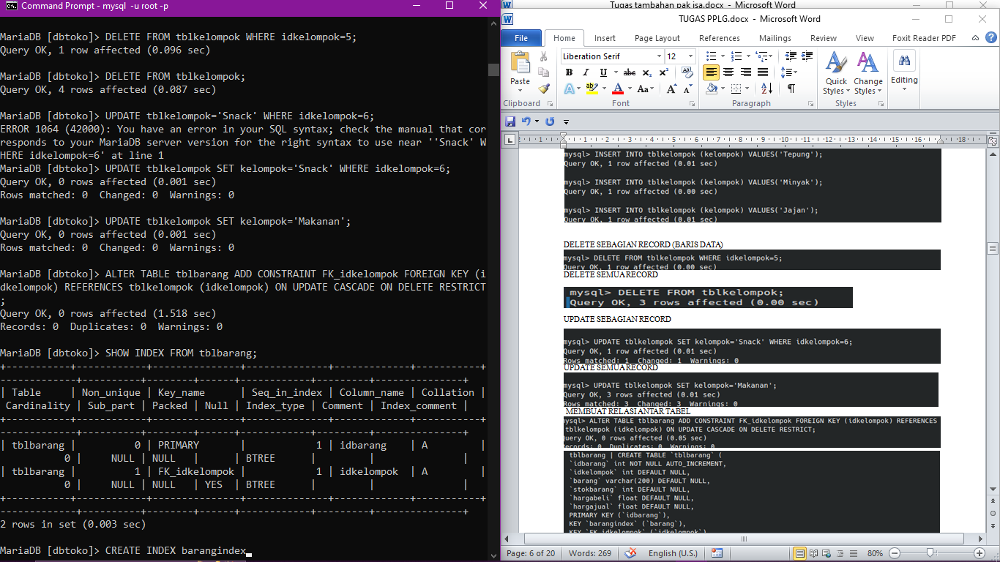 Command Prompt - mysql  -u root -p
MariaDB [dbtoko]> DELETE FROM tblkelompok WHERE idkelompok=5;
Query OK, 1 row affected (0.096 sec)
MariaDB [dbtoko]> DELETE FROM tblkelompok;
Query OK, 4 rows affected (0.087 sec)
MariaDB [dbtoko]> UPDATE tblkelompok='Snack' WHERE idkelompok=6;
ERROR 1064 (42000): You have an error in your SQL syntax; check the manual that cor
responds to your MariaDB server version for the right syntax to use near ''Snack' W
HERE idkelompok=6' at line 1
MariaDB [dbtoko]> UPDATE tblkelompok SET kelompok='Snack' WHERE idkelompok=6;
Query OK, 0 rows affected (0.001 sec)
Rows matched: 0  Changed: 0  Warnings: 0
MariaDB [dbtoko]> UPDATE tblkelompok SET kelompok='Makanan';
Query OK, 0 rows affected (0.001 sec)
Rows matched: 0  Changed: 0  Warnings: 0
MariaDB [dbtoko]> ALTER TABLE tblbarang ADD CONSTRAINT FK_idkelompok FOREIGN KEY (i
dkelompok) REFERENCES tblkelompok (idkelompok) ON UPDATE CASCADE ON DELETE RESTRICT
;
Query OK, 0 rows affected (1.518 sec)
Records: 0  Duplicates: 0  Warnings: 0
MariaDB [dbtoko]> SHOW INDEX FROM tblbarang;
| Table     | Non_unique | Key_name      | Seq_in_index | Column_name | Collation |
 Cardinality | Sub_part | Packed | Null | Index_type | Comment | Index_comment |
| tblbarang |          0 | PRIMARY       |            1 | idbarang    | A         |
           0 |     NULL | NULL   |      | BTREE      |         |               |
| tblbarang |          1 | FK_idkelompok |            1 | idkelompok  | A         |
           0 |     NULL | NULL   | YES  | BTREE      |         |               |
2 rows in set (0.003 sec)
MariaDB [dbtoko]> CREATE INDEX barangindex
Tugas tambahan pak isa.docx - Microsoft Word
TUGAS PPLG.docx - Microsoft Word
File Home Insert Page Layout References Mailings Review View Foxit Reader PDF
Liberation Serif 12
Paste
B I U abc x₂ x²
Quick Styles
Change Styles
Editing
Clipboard Font Paragraph Styles
mysql> INSERT INTO tblkelompok (kelompok) VALUES('Tepung');
Query OK, 1 row affected (0.01 sec)
mysql> INSERT INTO tblkelompok (kelompok) VALUES('Minyak');
Query OK, 1 row affected (0.00 sec)
mysql> INSERT INTO tblkelompok (kelompok) VALUES('Jajan');
Query OK, 1 row affected (0.01 sec)
DELETE SEBAGIAN RECORD (BARIS DATA)
mysql> DELETE FROM tblkelompok WHERE idkelompok=5;
Query OK, 1 row affected (0.00 sec)
DELETE SEMUA RECORD
mysql> DELETE FROM tblkelompok;
Query OK, 3 rows affected (0.00 sec)
UPDATE SEBAGIAN RECORD
mysql> UPDATE tblkelompok SET kelompok='Snack' WHERE idkelompok=6;
Query OK, 1 row affected (0.01 sec)
Rows matched: 1  Changed: 1  Warnings: 0
UPDATE SEMUA RECORD
mysql> UPDATE tblkelompok SET kelompok='Makanan';
Query OK, 3 rows affected (0.01 sec)
Rows matched: 3  Changed: 3  Warnings: 0
MEMBUAT RELASI ANTAR TABEL
mysql> ALTER TABLE tblbarang ADD CONSTRAINT FK_idkelompok FOREIGN KEY (idkelompok) REFERENCES
tblkelompok (idkelompok) ON UPDATE CASCADE ON DELETE RESTRICT;
Query OK, 0 rows affected (0.05 sec)
Records: 0  Duplicates: 0  Warnings: 0
tblbarang | CREATE TABLE `tblbarang` (
`idbarang` int NOT NULL AUTO_INCREMENT,
`idkelompok` int DEFAULT NULL,
`barang` varchar(200) DEFAULT NULL,
`stokbarang` int DEFAULT NULL,
`hargabeli` float DEFAULT NULL,
`hargajual` float DEFAULT NULL,
PRIMARY KEY (`idbarang`),
KEY `barangindex` (`barang`),
KEY `FK_idkelompok` (`idkelompok`)
Page: 6 of 20 Words: 269 English (U.S.) 80%